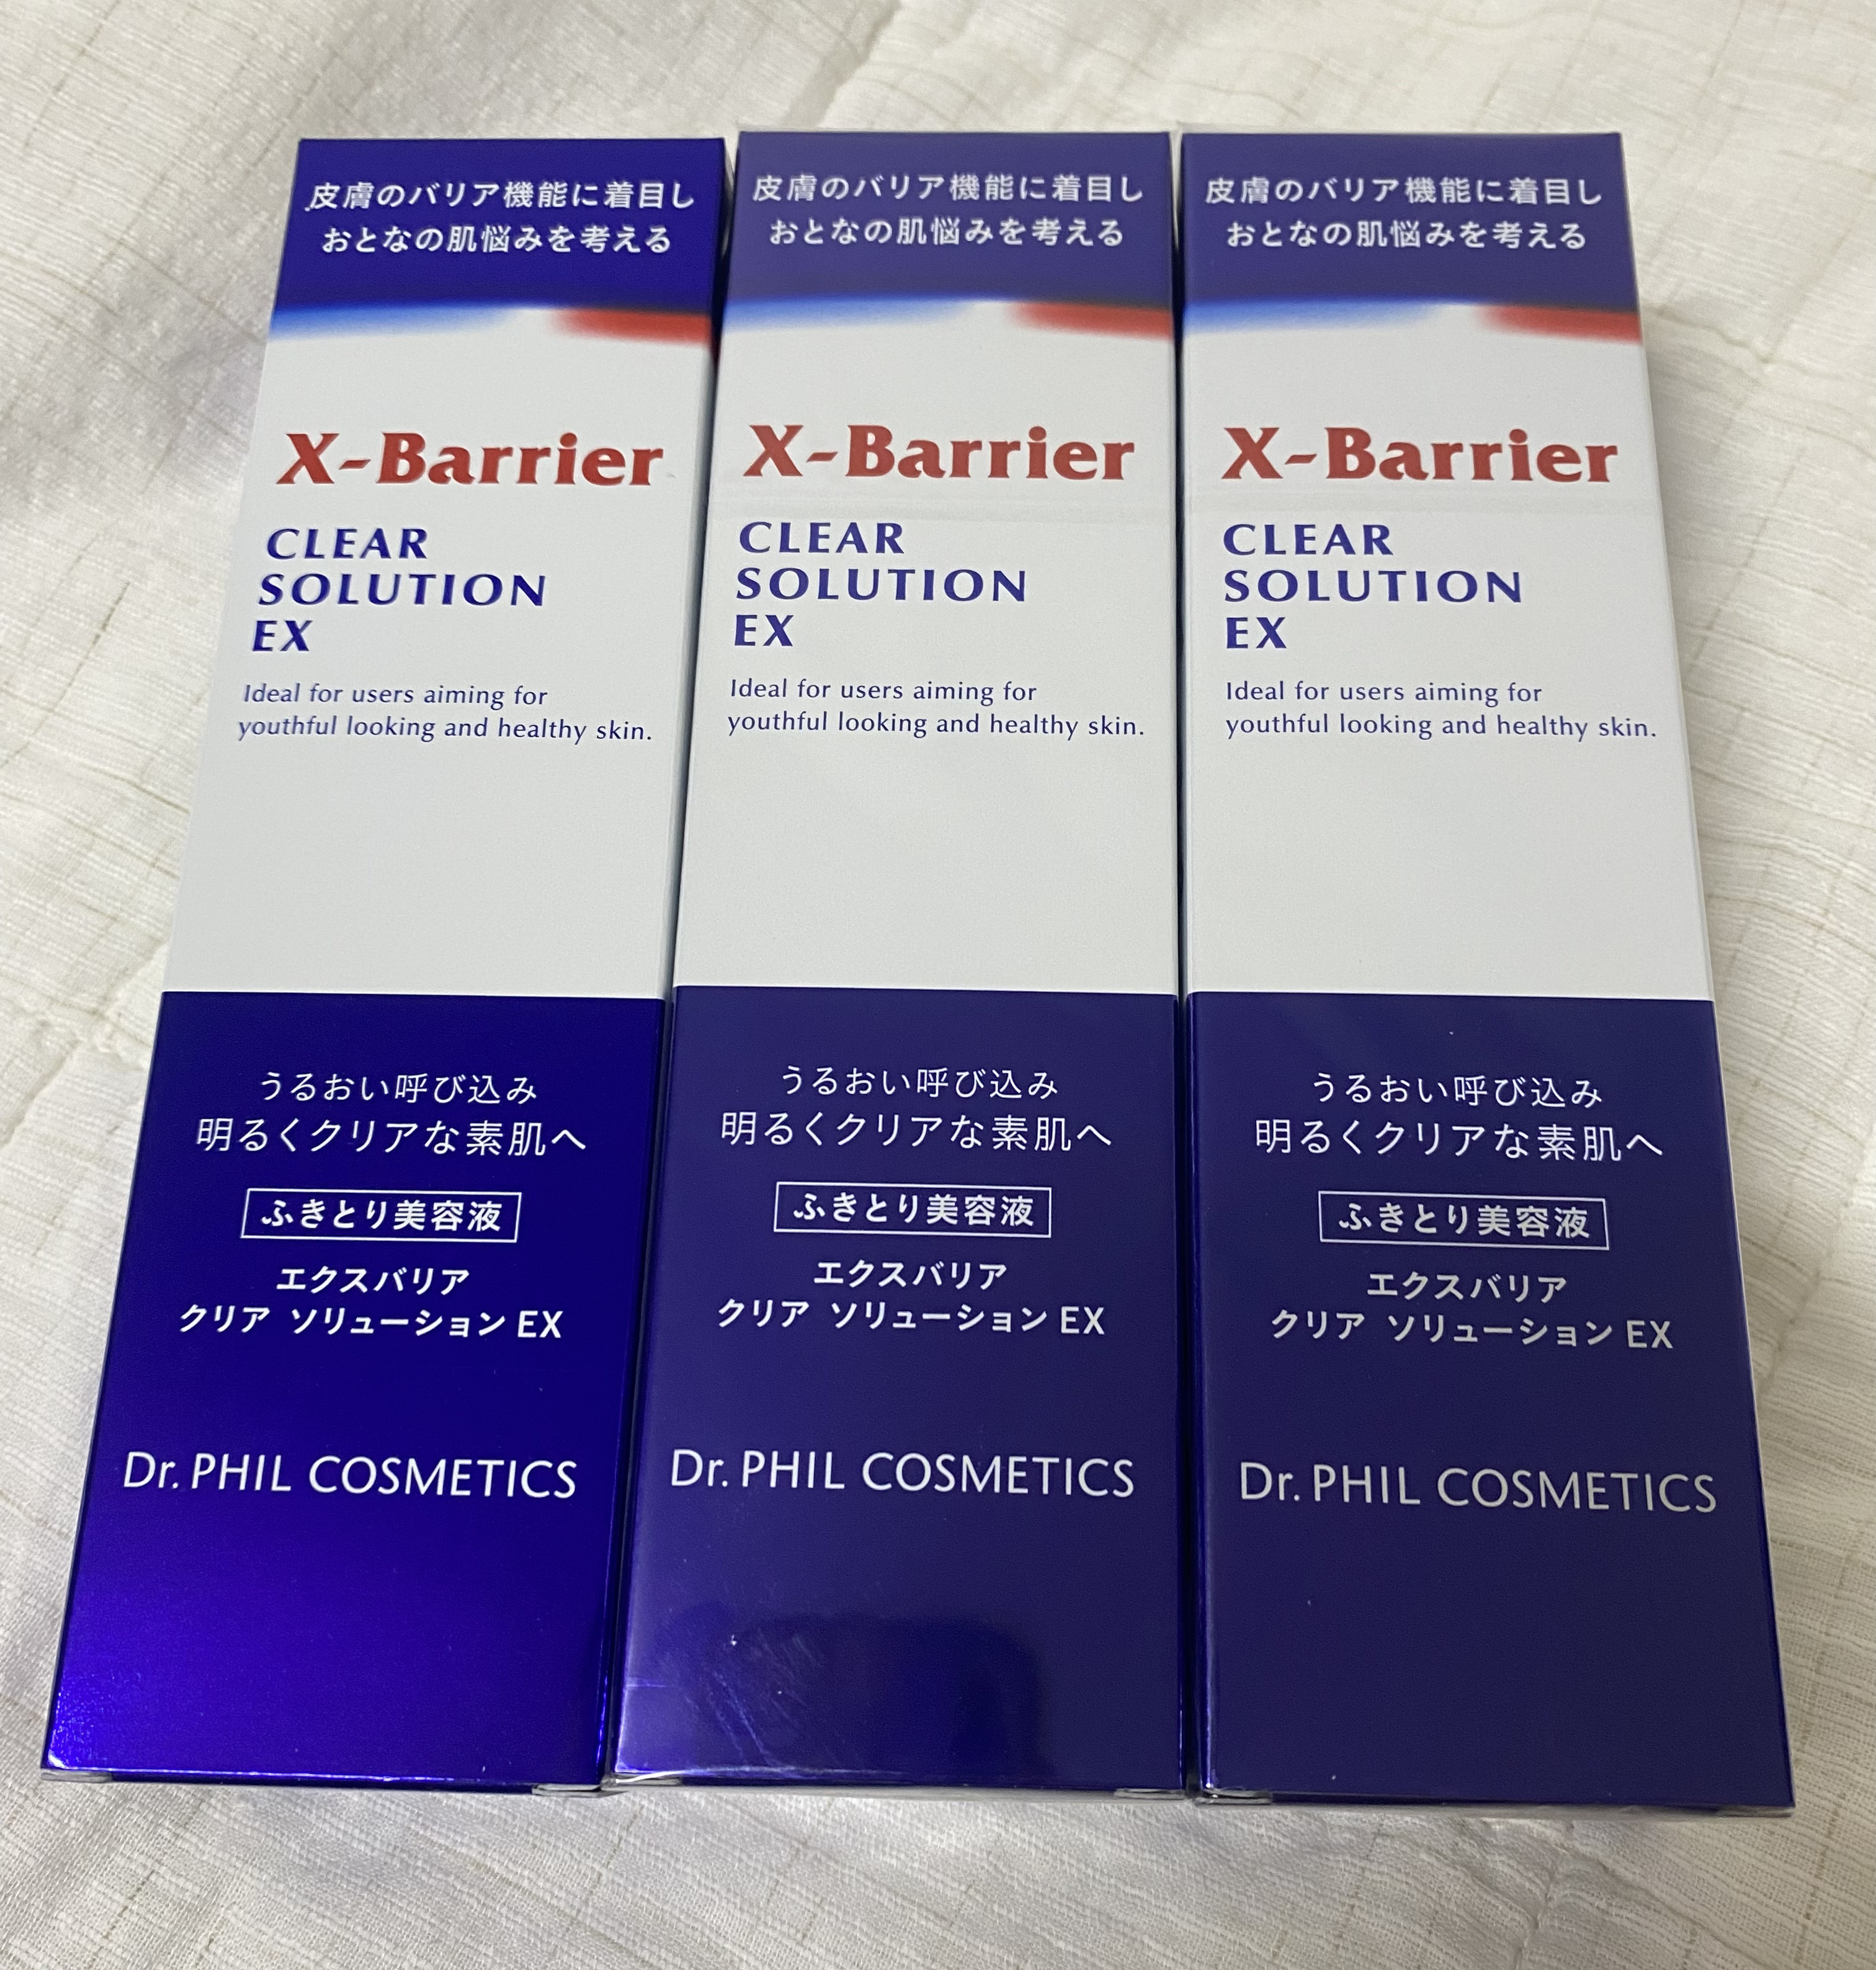 皮膚のバリア機能に着目し
おとなの肌悩みを考える
X-Barrier
CLEAR
SOLUTION
EX
Ideal for users aiming for
youthful looking and healthy skin.
うるおい呼び込み
明るくクリアな素肌へ
ふきとり美容液
エクスバリア
クリア ソリューション EX
Dr. PHIL COSMETICS
皮膚のバリア機能に着目し
おとなの肌悩みを考える
X-Barrier
CLEAR
SOLUTION
EX
Ideal for users aiming for
youthful looking and healthy skin.
うるおい呼び込み
明るくクリアな素肌へ
ふきとり美容液
エクスバリア
クリア ソリューション EX
Dr. PHIL COSMETICS
皮膚のバリア機能に着目し
おとなの肌悩みを考える
X-Barrier
CLEAR
SOLUTION
EX
Ideal for users aiming for
youthful looking and healthy skin.
うるおい呼び込み
明るくクリアな素肌へ
ふきとり美容液
エクスバリア
クリア ソリューション EX
Dr. PHIL COSMETICS